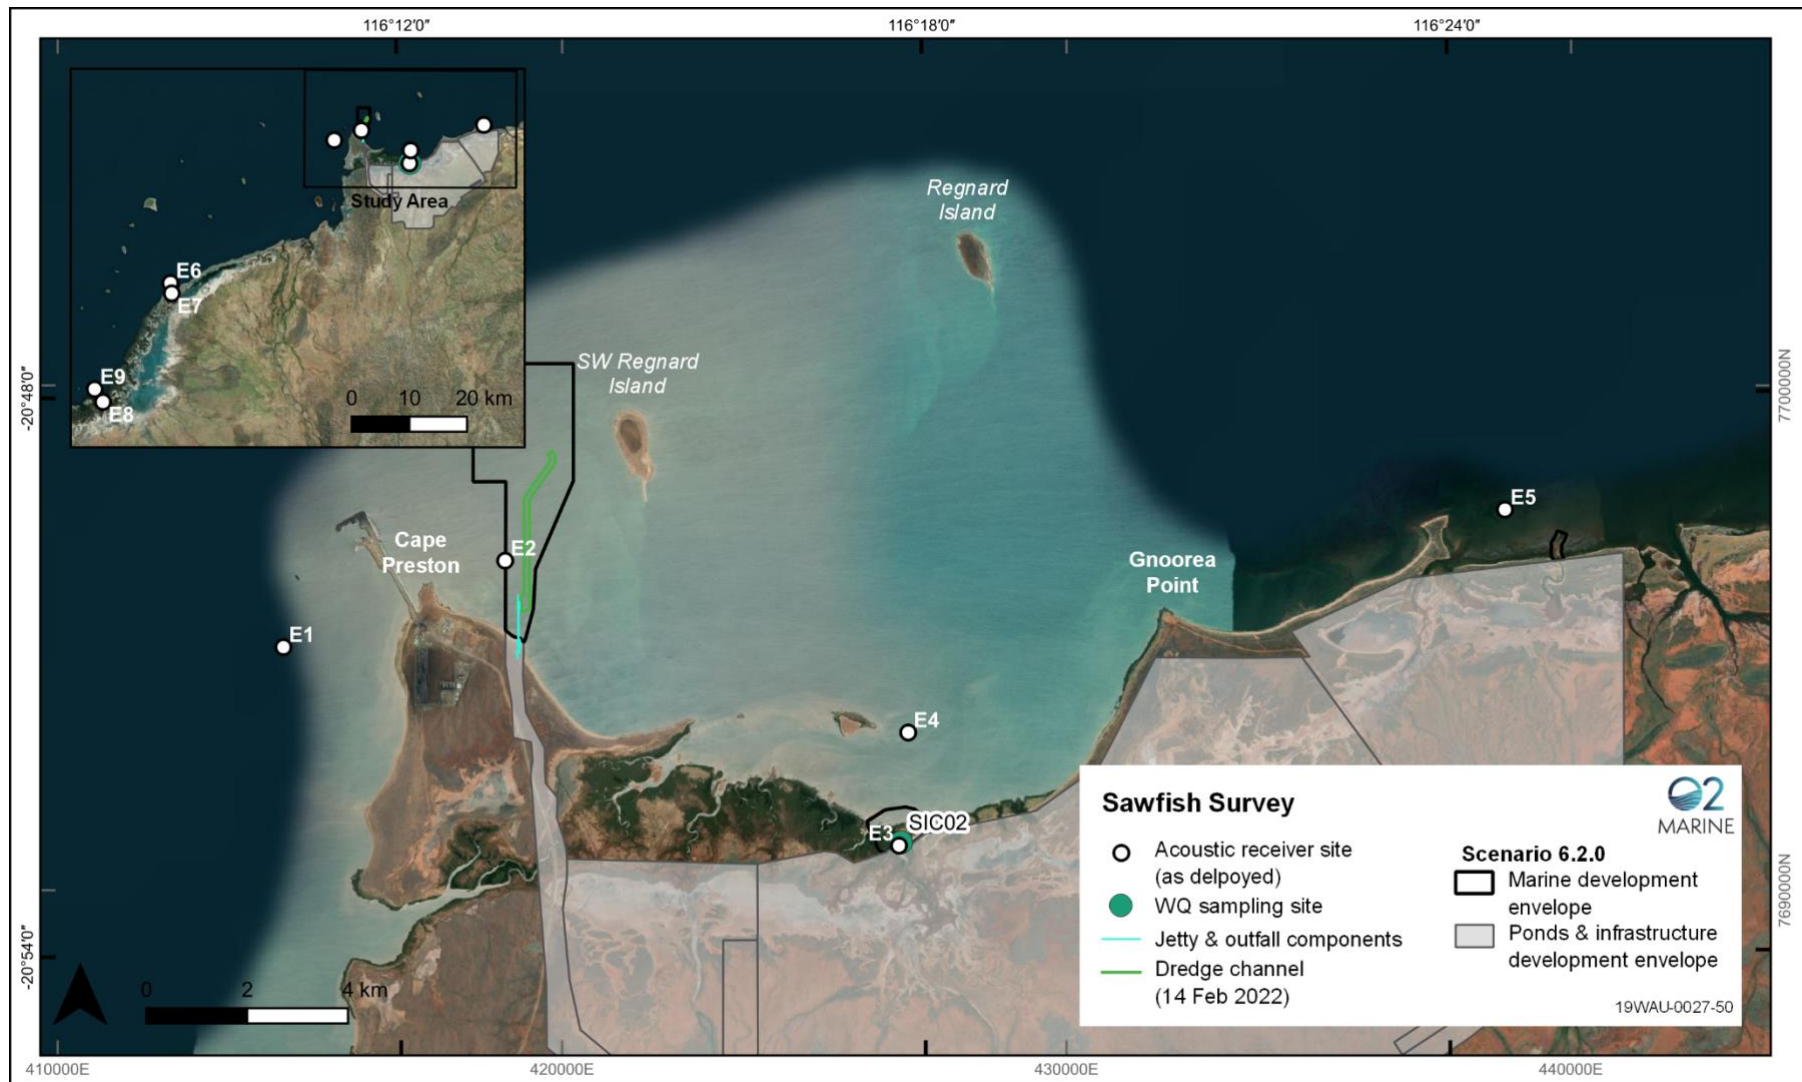 116°12'0"
116°18'0"
116°24'0"
Study Area
E6
E7
E9
E8
0 10 20 km
Regnard
Island
SW Regnard
Island
-20°48'0"
7700000N
Cape
Preston
E2
E5
Gnoorea
Point
E1
E4
E3
SIC02
Sawfish Survey
O2
MARINE
Acoustic receiver site
(as delpoyed)
WQ sampling site
Jetty & outfall components
Dredge channel
(14 Feb 2022)
Scenario 6.2.0
Marine development
envelope
Ponds & infrastructure
development envelope
19WAU-0027-50
7690000N
-20°54'0"
0 2 4 km
410000E
420000E
430000E
440000E